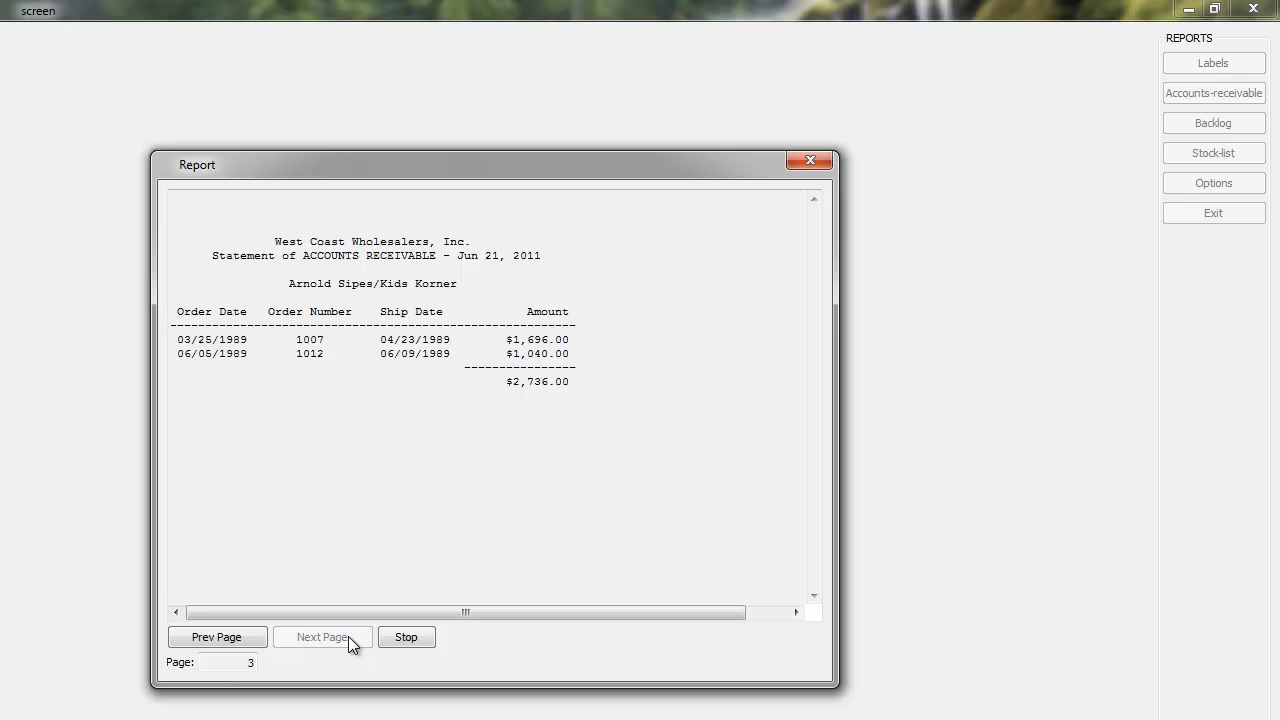 screen
REPORTS
Labels
Accounts-receivable
Backlog
Stock-list
Options
Exit
Report
West Coast Wholesalers, Inc.
Statement of ACCOUNTS RECEIVABLE - Jun 21, 2011
Arnold Sipes/Kids Korner
Order Date Order Number Ship Date Amount
03/25/1989 1007 04/23/1989 $1,696.00
06/05/1989 1012 06/09/1989 $1,040.00
$2,736.00
Prev Page Next Page Stop
Page: 3